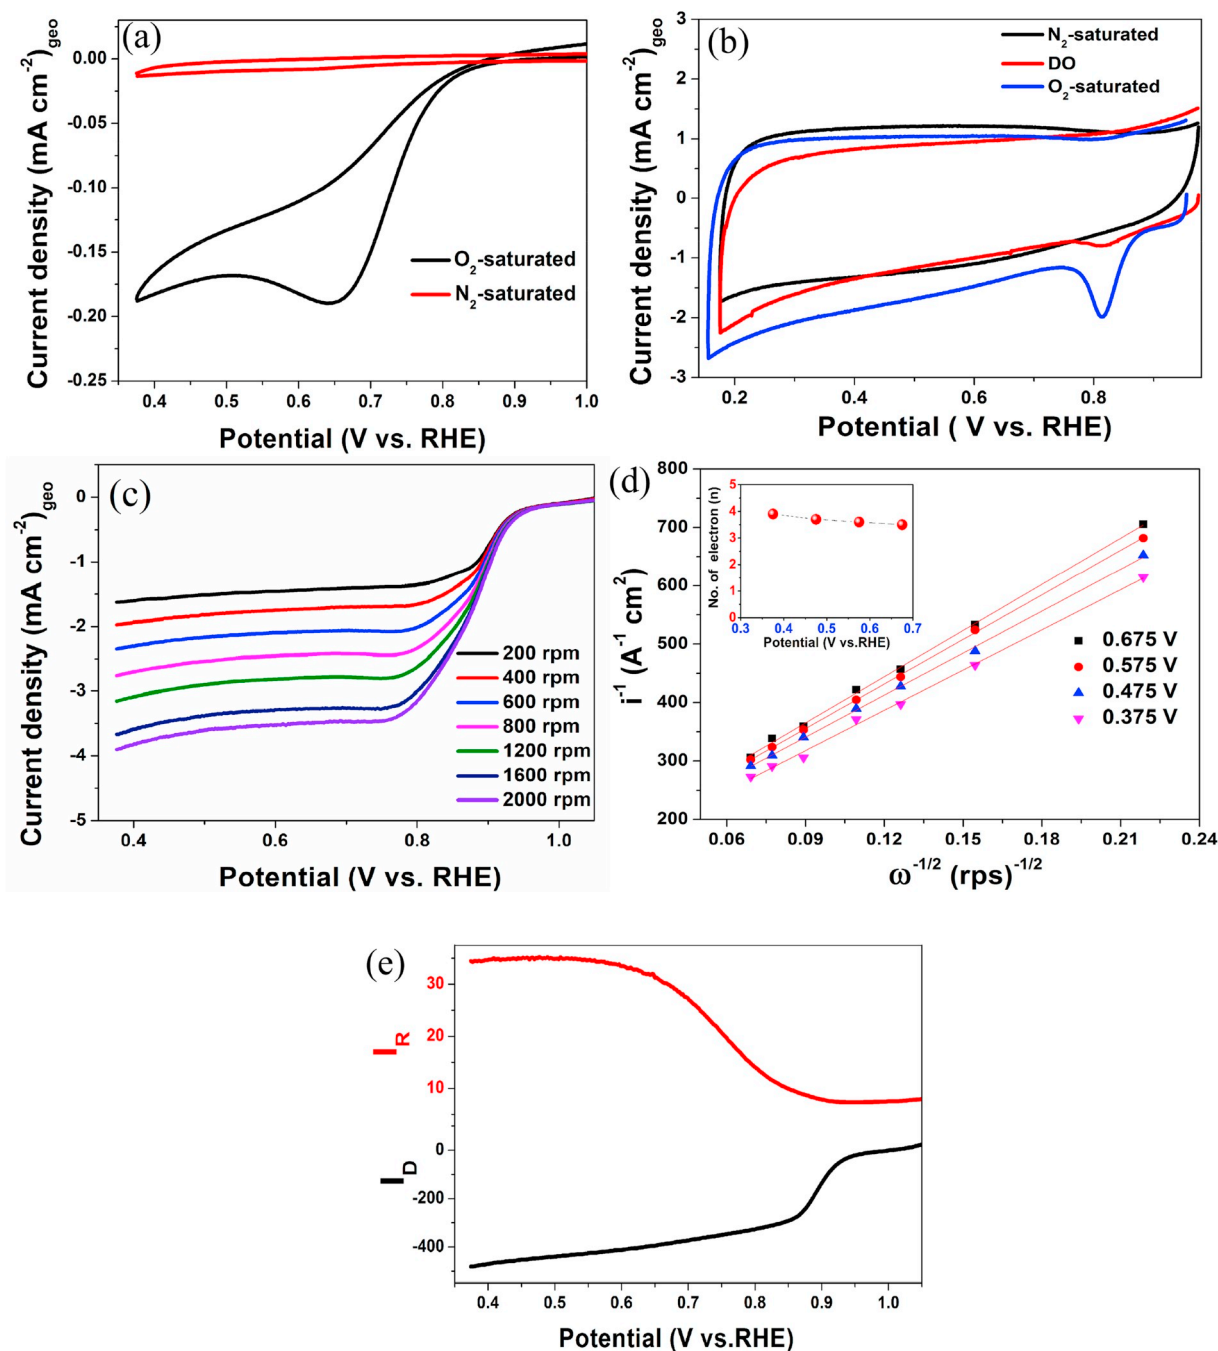 (a)
Current density (mA cm⁻²)geo
0.00
-0.05
-0.10
-0.15
-0.20
-0.25
O₂-saturated
N₂-saturated
0.4 0.5 0.6 0.7 0.8 0.9 1.0
Potential (V vs. RHE)
(b)
Current density (mA cm⁻²)geo
3
2
1
0
-1
-2
-3
N₂-saturated
DO
O₂-saturated
0.2 0.4 0.6 0.8
Potential ( V vs. RHE)
(c)
Current density (mA cm⁻²)geo
0
-1
-2
-3
-4
-5
200 rpm
400 rpm
600 rpm
800 rpm
1200 rpm
1600 rpm
2000 rpm
0.4 0.6 0.8 1.0
Potential (V vs. RHE)
(d)
i⁻¹ (A⁻¹ cm²)
800
700
600
500
400
300
200
No. of electron (n)
5
4
3
2
1
0
0.3 0.4 0.5 0.6 0.7
Potential (V vs.RHE)
0.675 V
0.575 V
0.475 V
0.375 V
0.06 0.09 0.12 0.15 0.18 0.21 0.24
ω⁻¹/² (rps)⁻¹/²
(e)
I_R
30
20
10
I_D
0
-200
-400
0.4 0.5 0.6 0.7 0.8 0.9 1.0
Potential (V vs.RHE)